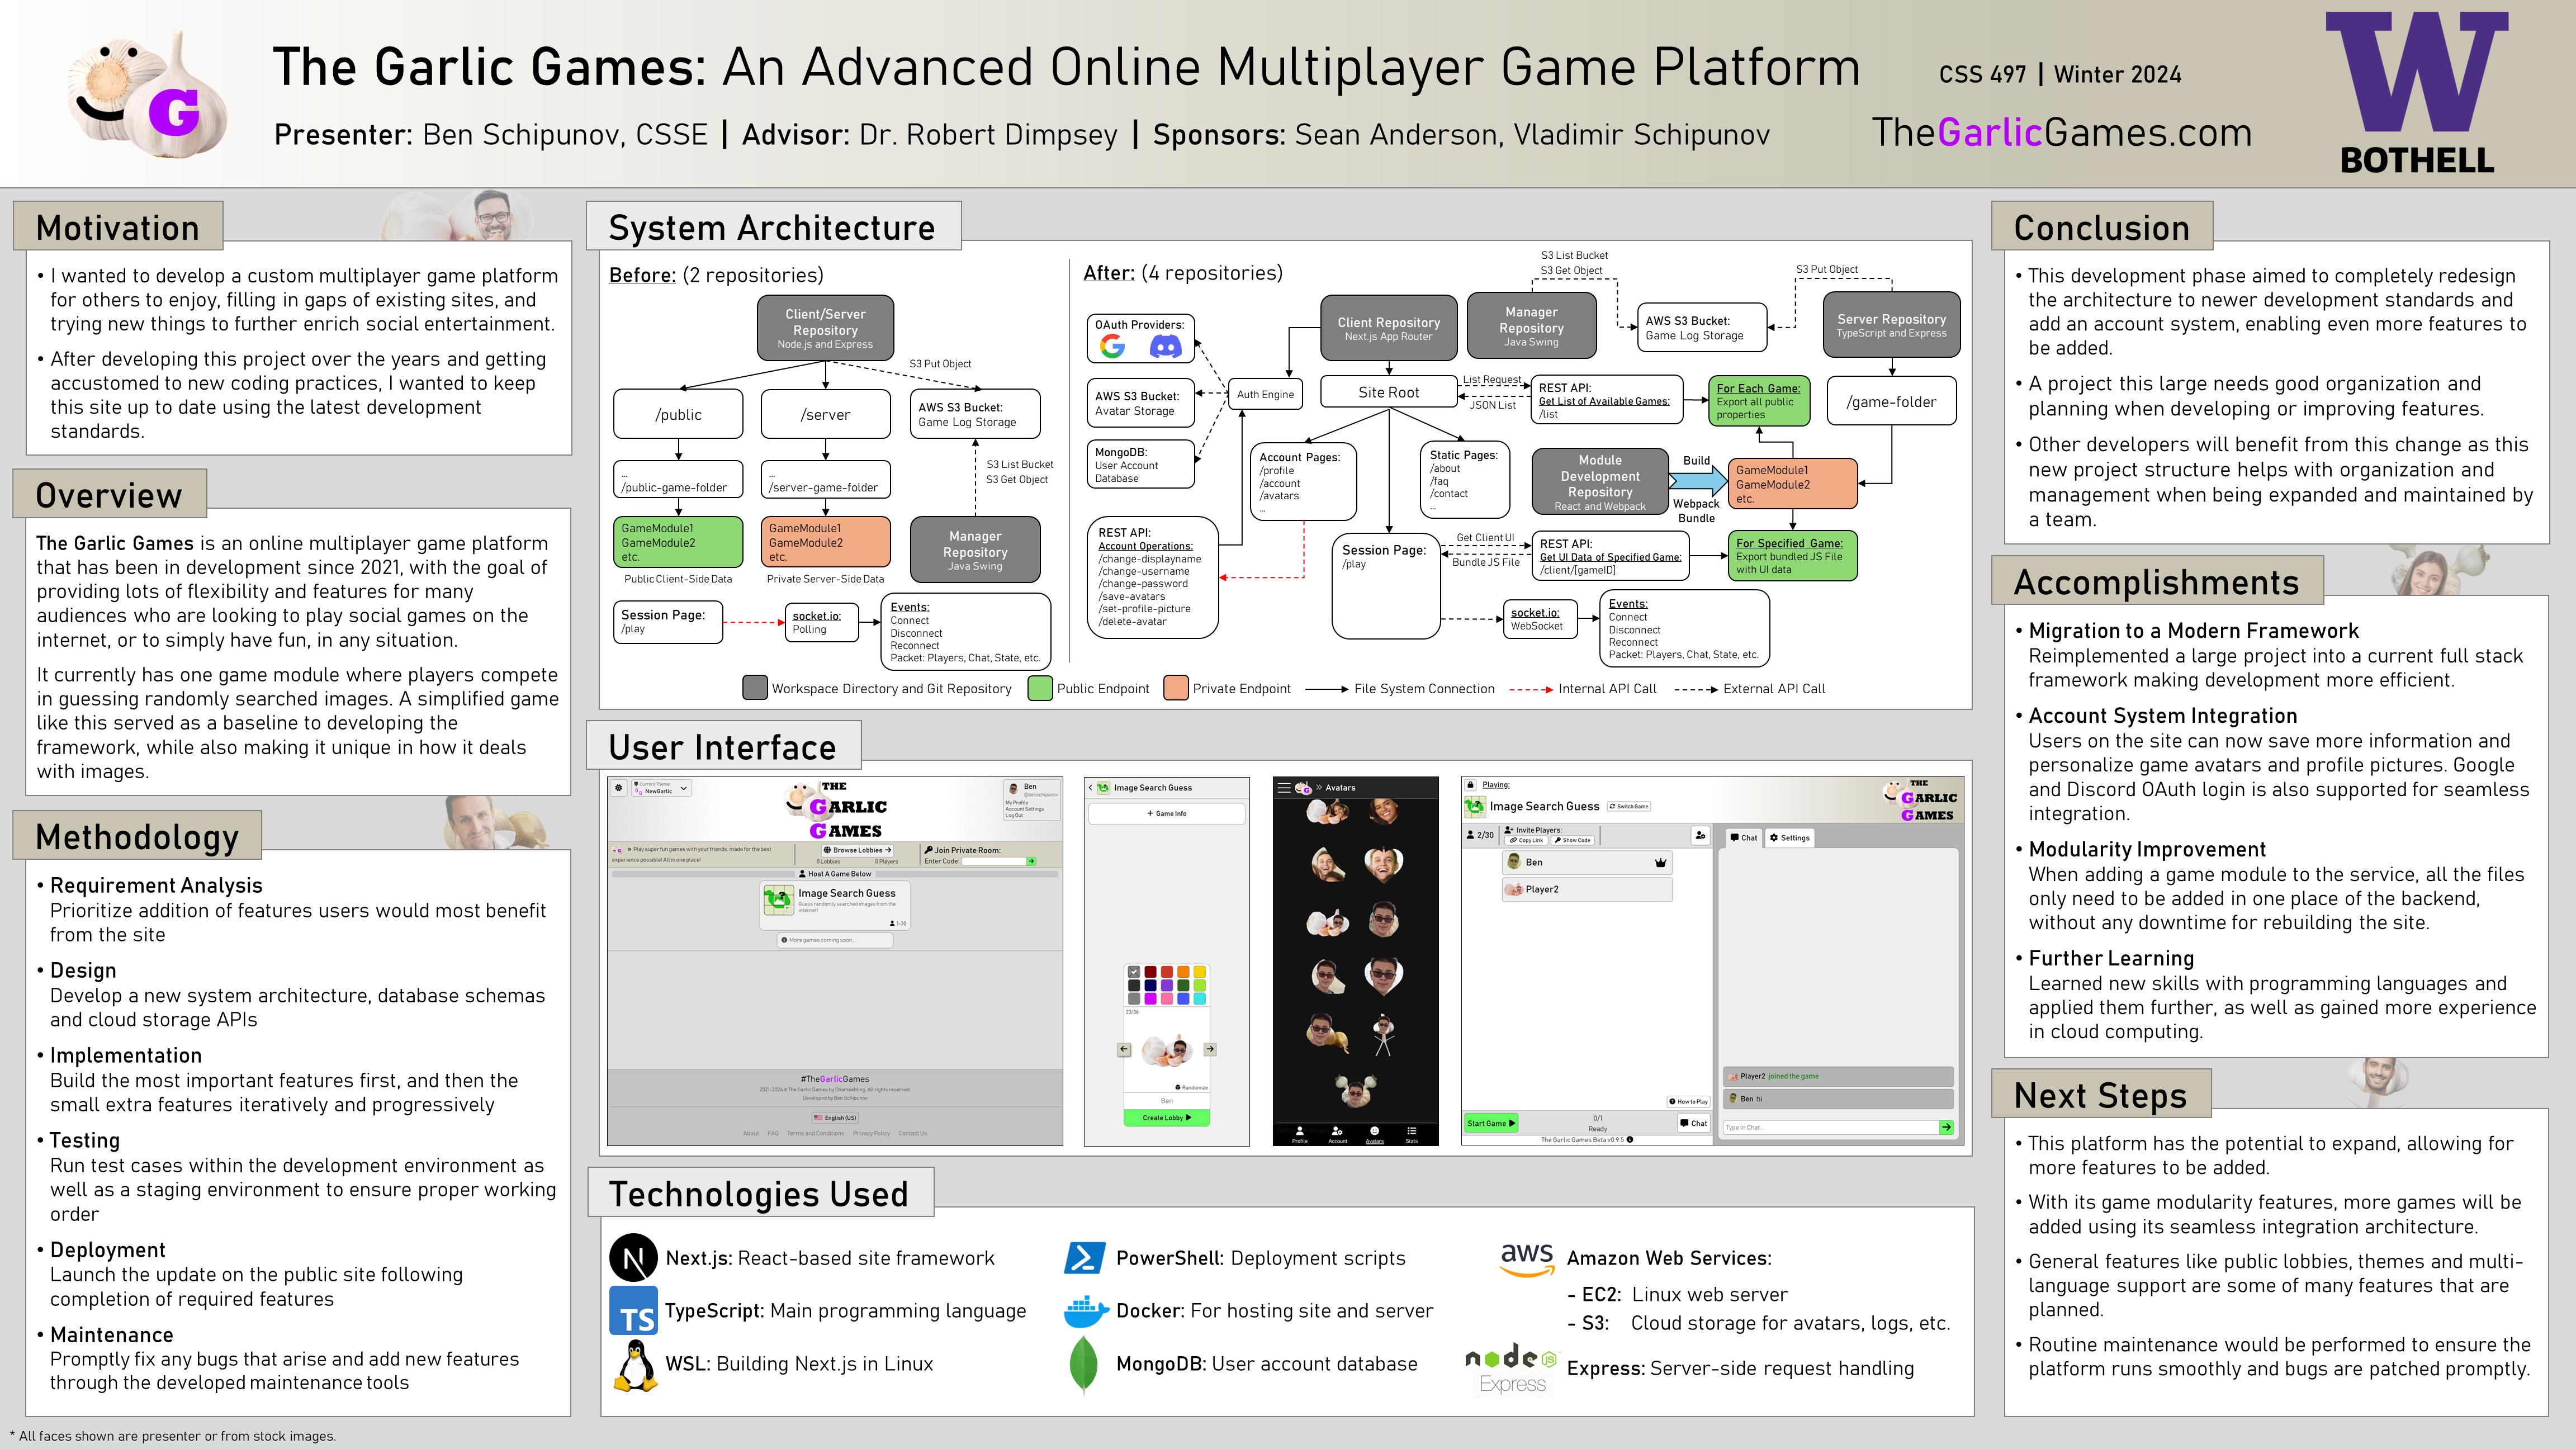 The Garlic Games: An Advanced Online Multiplayer Game Platform
CSS 497 | Winter 2024
Presenter: Ben Schipunov, CSSE | Advisor: Dr. Robert Dimpsey | Sponsors: Sean Anderson, Vladimir Schipunov
TheGarlicGames.com
G
W
BOTHELL
Motivation
• I wanted to develop a custom multiplayer game platform
for others to enjoy, filling in gaps of existing sites, and
trying new things to further enrich social entertainment.
• After developing this project over the years and getting
accustomed to new coding practices, I wanted to keep
this site up to date using the latest development
standards.
Overview
The Garlic Games is an online multiplayer game platform
that has been in development since 2021, with the goal of
providing lots of flexibility and features for many
audiences who are looking to play social games on the
internet, or to simply have fun, in any situation.
It currently has one game module where players compete
in guessing randomly searched images. A simplified game
like this served as a baseline to developing the
framework, while also making it unique in how it deals
with images.
Methodology
• Requirement Analysis
Prioritize addition of features users would most benefit
from the site
• Design
Develop a new system architecture, database schemas
and cloud storage APIs
• Implementation
Build the most important features first, and then the
small extra features iteratively and progressively
• Testing
Run test cases within the development environment as
well as a staging environment to ensure proper working
order
• Deployment
Launch the update on the public site following
completion of required features
• Maintenance
Promptly fix any bugs that arise and add new features
through the developed maintenance tools
* All faces shown are presenter or from stock images.
System Architecture
Before: (2 repositories)
Client/Server
Repository
Node.js and Express
S3 Put Object
/public
/server
AWS S3 Bucket:
Game Log Storage
...
/public-game-folder
...
/server-game-folder
S3 List Bucket
S3 Get Object
GameModule1
GameModule2
etc.
GameModule1
GameModule2
etc.
Manager
Repository
Java Swing
Public Client-Side Data
Private Server-Side Data
Session Page:
/play
socket.io:
Polling
Events:
Connect
Disconnect
Reconnect
Packet: Players, Chat, State, etc.
After: (4 repositories)
S3 List Bucket
S3 Get Object
S3 Put Object
OAuth Providers:
Client Repository
Next.js App Router
Manager
Repository
Java Swing
AWS S3 Bucket:
Game Log Storage
Server Repository
TypeScript and Express
AWS S3 Bucket:
Avatar Storage
Auth Engine
Site Root
List Request
JSON List
REST API:
Get List of Available Games:
/list
For Each Game:
Export all public
properties
/game-folder
MongoDB:
User Account
Database
Account Pages:
/profile
/account
/avatars
...
Static Pages:
/about
/faq
/contact
...
Module
Development
Repository
React and Webpack
Build
Webpack
Bundle
GameModule1
GameModule2
etc.
REST API:
Account Operations:
/change-displayname
/change-username
/change-password
/save-avatars
/set-profile-picture
/delete-avatar
Session Page:
/play
Get Client UI
Bundle JS File
REST API:
Get UI Data of Specified Game:
/client/[gameID]
For Specified Game:
Export bundled JS File
with UI data
socket.io:
WebSocket
Events:
Connect
Disconnect
Reconnect
Packet: Players, Chat, State, etc.
Workspace Directory and Git Repository
Public Endpoint
Private Endpoint
File System Connection
Internal API Call
External API Call
User Interface
Current Theme:
NewGarlic
THE
GARLIC
GAMES
Ben
@benschipunov
My Profile
Account Settings
Log Out
» Play super fun games with your friends, made for the best
experience possible! All in one place!
Browse Lobbies →
0 Lobbies
0 Players
Join Private Room:
Enter Code:
Host A Game Below
Image Search Guess
Guess randomly searched images from the
internet!
1-30
More games coming soon...
#TheGarlicGames
2021-2024 © The Garlic Games by Chameabling. All rights reserved.
Developed by Ben Schipunov
English (US)
About
FAQ
Terms and Conditions
Privacy Policy
Contact Us
Image Search Guess
+ Game Info
23/36
Randomize
Ben
Create Lobby
» Avatars
Profile
Account
Avatars
Stats
Playing:
Image Search Guess
Switch Game
THE
GARLIC
GAMES
2/30
Invite Players:
Copy Link
Show Code
Chat
Settings
Ben
Player2
Player2 joined the game
Ben hi
How to Play
Start Game
0/1
Ready
Chat
Type in Chat...
The Garlic Games Beta v0.9.5
Technologies Used
N
Next.js: React-based site framework
TS
TypeScript: Main programming language
WSL: Building Next.js in Linux
PowerShell: Deployment scripts
Docker: For hosting site and server
MongoDB: User account database
aws
Amazon Web Services:
- EC2: Linux web server
- S3: Cloud storage for avatars, logs, etc.
node JS
Express
Express: Server-side request handling
Conclusion
• This development phase aimed to completely redesign
the architecture to newer development standards and
add an account system, enabling even more features to
be added.
• A project this large needs good organization and
planning when developing or improving features.
• Other developers will benefit from this change as this
new project structure helps with organization and
management when being expanded and maintained by
a team.
Accomplishments
• Migration to a Modern Framework
Reimplemented a large project into a current full stack
framework making development more efficient.
• Account System Integration
Users on the site can now save more information and
personalize game avatars and profile pictures. Google
and Discord OAuth login is also supported for seamless
integration.
• Modularity Improvement
When adding a game module to the service, all the files
only need to be added in one place of the backend,
without any downtime for rebuilding the site.
• Further Learning
Learned new skills with programming languages and
applied them further, as well as gained more experience
in cloud computing.
Next Steps
• This platform has the potential to expand, allowing for
more features to be added.
• With its game modularity features, more games will be
added using its seamless integration architecture.
• General features like public lobbies, themes and multi-
language support are some of many features that are
planned.
• Routine maintenance would be performed to ensure the
platform runs smoothly and bugs are patched promptly.